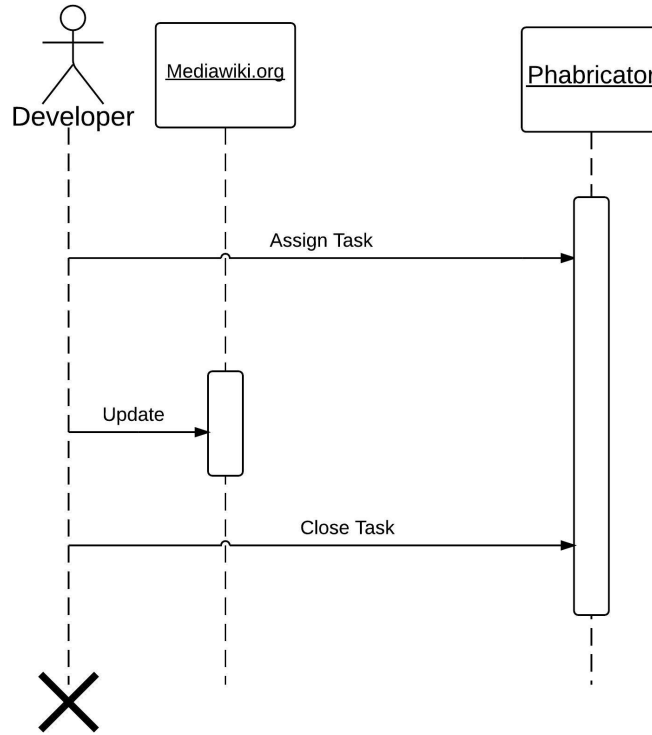 Developer
Mediawiki.org
Phabricator
Assign Task
Update
Close Task